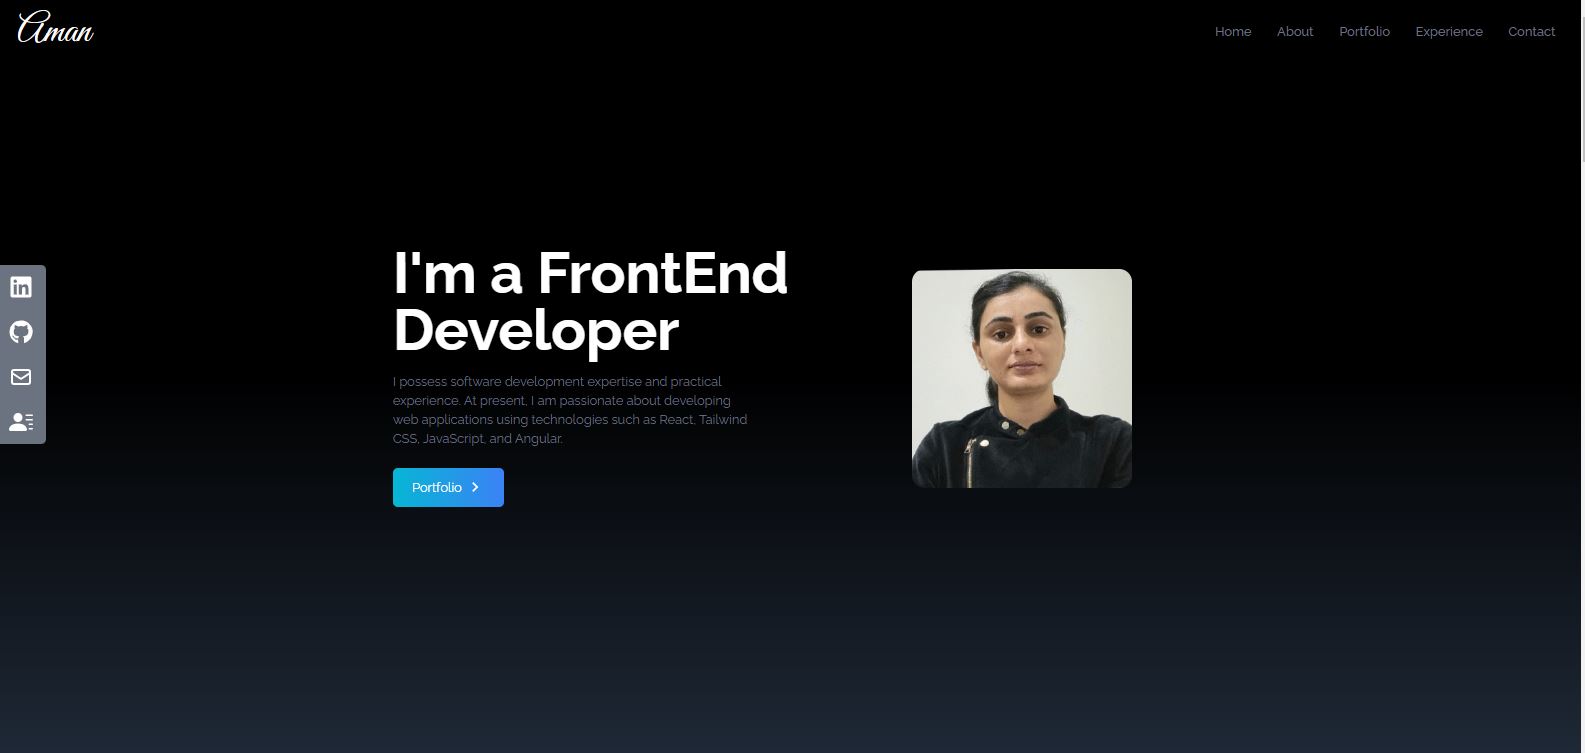 Aman
Home About Portfolio Experience Contact
I'm a FrontEnd
Developer
I possess software development expertise and practical
experience. At present, I am passionate about developing
web applications using technologies such as React, Tailwind
CSS, JavaScript, and Angular.
Portfolio
in